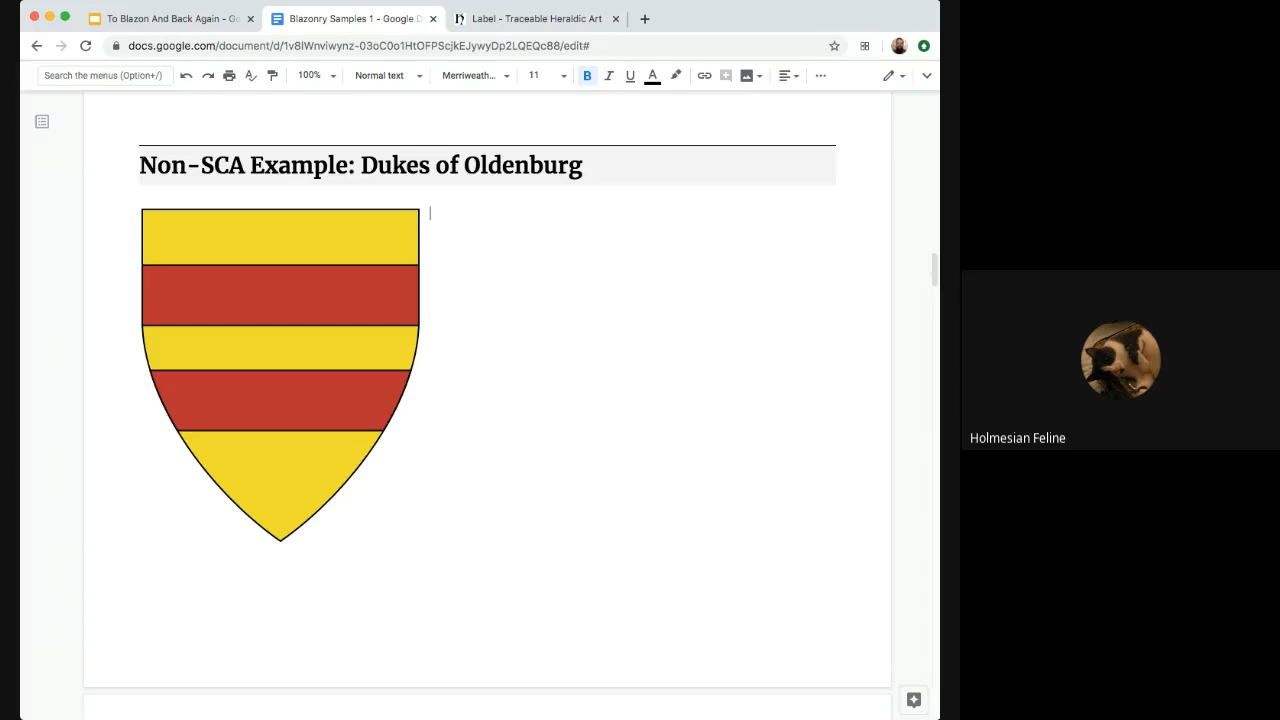 To Blazon And Back Again - Go
Blazonry Samples 1 - Google D
Label - Traceable Heraldic Art
docs.google.com/document/d/1v8lWnviwynz-03oC0o1HtOFPScjkEJywyDp2LQEQc88/edit#
Search the menus (Option+/)
100%
Normal text
Merriweath...
11
B
I
U
A
Non-SCA Example: Dukes of Oldenburg
Holmesian Feline